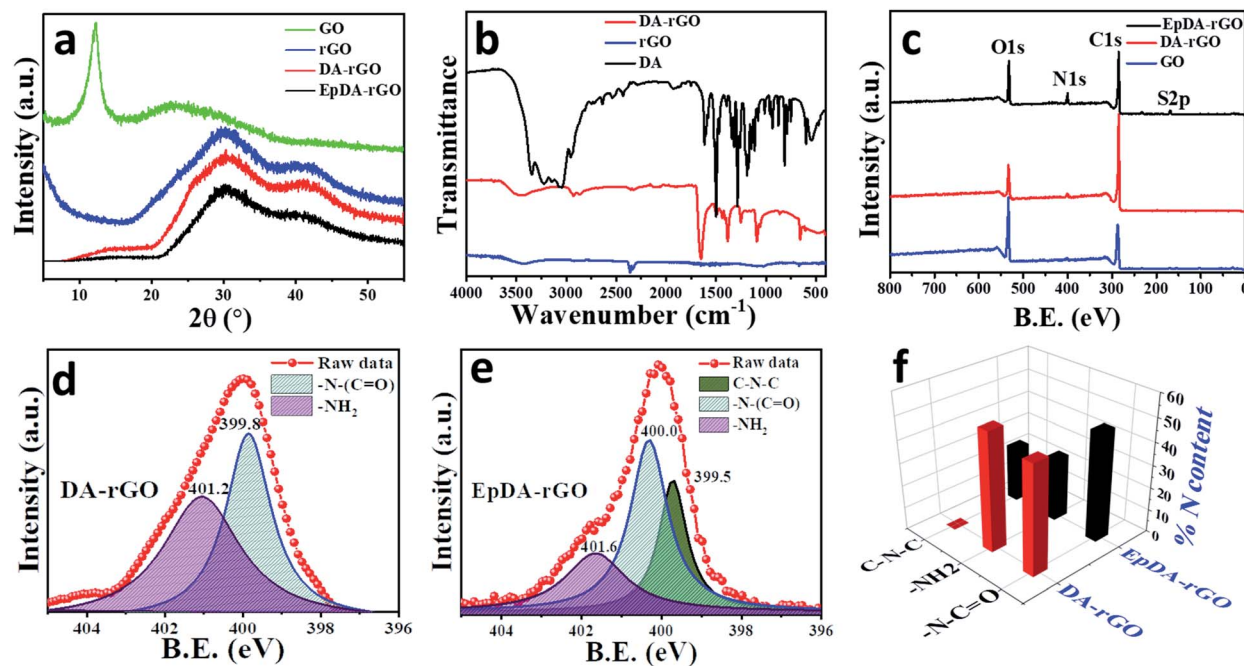 a
GO
rGO
DA-rGO
EpDA-rGO
Intensity (a.u.)
10 20 30 40 50
2θ (°)
b
DA-rGO
rGO
DA
Transmittance
4000 3500 3000 2500 2000 1500 1000 500
Wavenumber (cm⁻¹)
c
EpDA-rGO
DA-rGO
GO
O1s
N1s
C1s
S2p
Intensity (a.u.)
800 700 600 500 400 300 200 100 0
B.E. (eV)
d
Raw data
-N-(C=O)
-NH₂
399.8
401.2
DA-rGO
Intensity (a.u.)
404 402 400 398 396
B.E. (eV)
e
Raw data
C-N-C
-N-(C=O)
-NH₂
400.0
399.5
401.6
EpDA-rGO
Intensity (a.u.)
404 402 400 398 396
B.E. (eV)
f
60
50
40
30
20
10
0
% N content
C-N-C
-NH2
-N-C=O
DA-rGO
EpDA-rGO